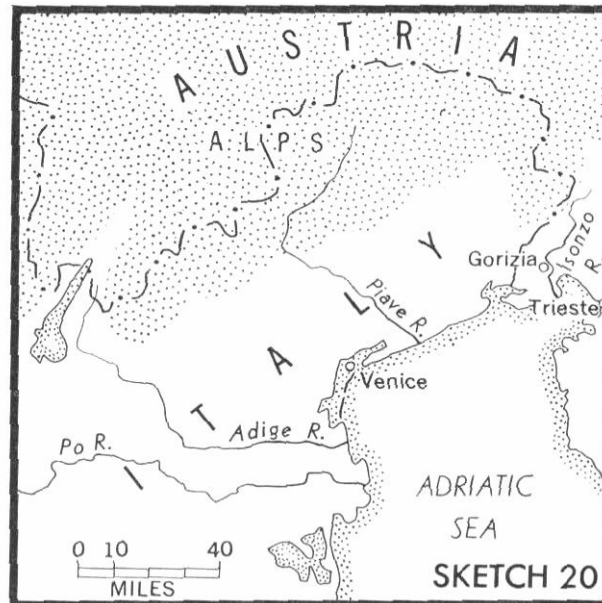 AUSTRIA
ALPS
ITALY
Gorizia
Isonzo R.
Trieste
Piave R.
Venice
Adige R.
Po R.
ADRIATIC
SEA
0 10 40
MILES
SKETCH 20